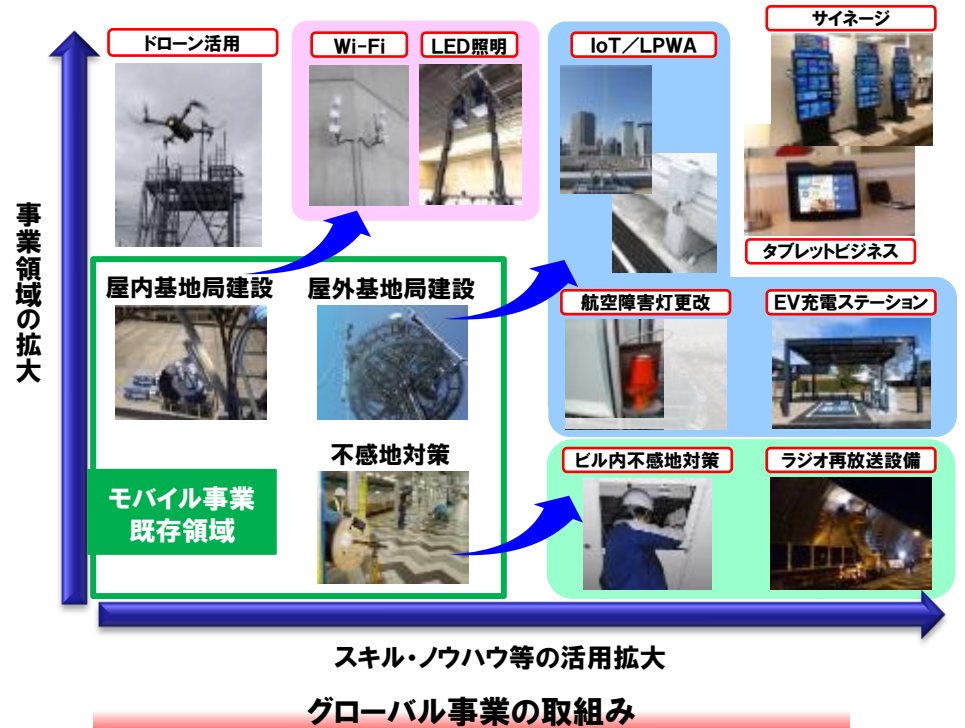 ドローン活用
Wi-Fi
LED照明
IoT／LPWA
サイネージ
タブレットビジネス
事業領域の拡大
屋内基地局建設
屋外基地局建設
航空障害灯更改
EV充電ステーション
不感地対策
ビル内不感地対策
ラジオ再放送設備
モバイル事業
既存領域
スキル・ノウハウ等の活用拡大
グローバル事業の取組み